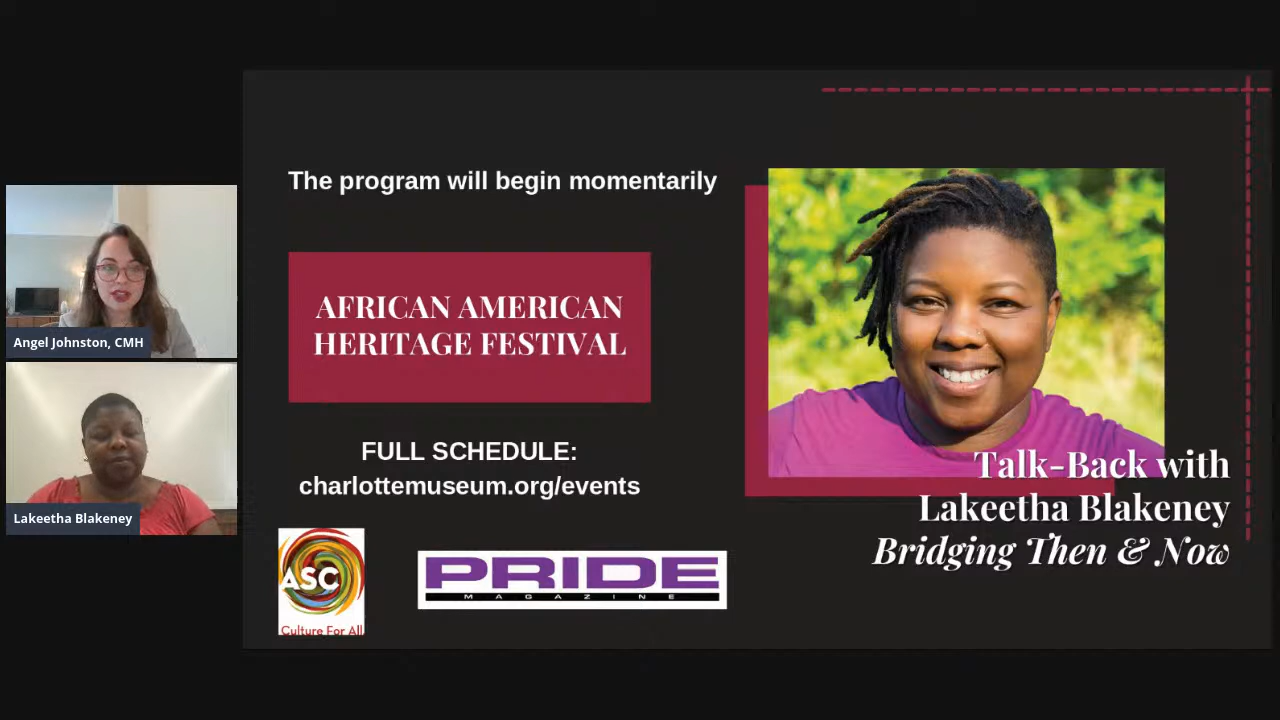 The program will begin momentarily
AFRICAN AMERICAN
HERITAGE FESTIVAL
FULL SCHEDULE:
charlottemuseum.org/events
ASC
Culture For All
PRIDE
MAGAZINE
Talk-Back with
Lakeetha Blakeney
Bridging Then & Now
Angel Johnston, CMH
Lakeetha Blakeney